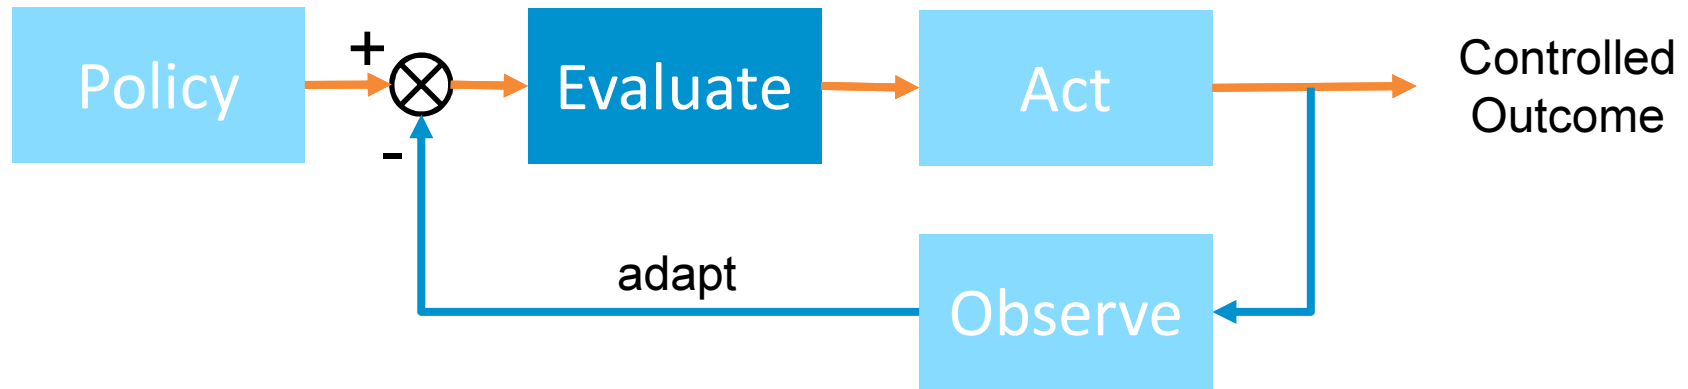 Policy
+
-
Evaluate
Act
Controlled
Outcome
adapt
Observe